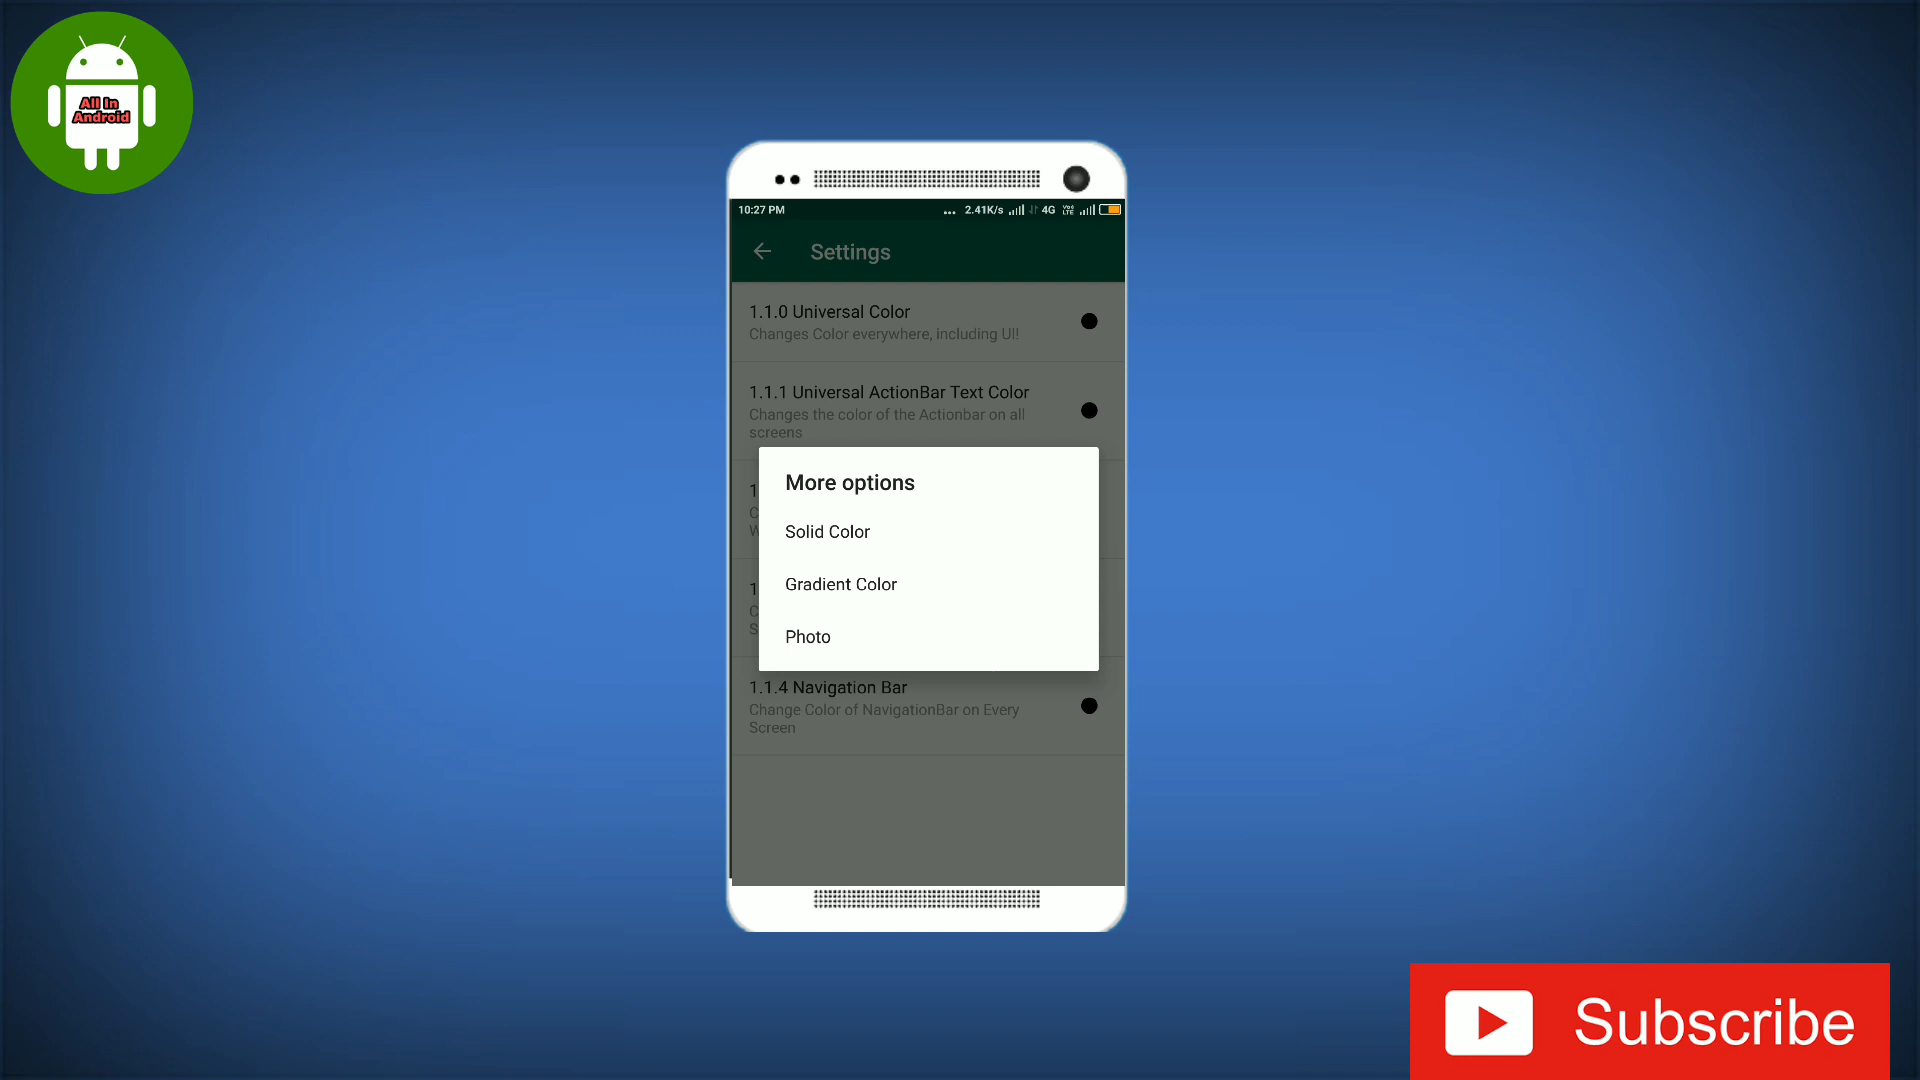 All In
Android
10:27 PM
... 2.41K/s 4G Vo LTE
Settings
1.1.0 Universal Color
Changes Color everywhere, including UI!
1.1.1 Universal ActionBar Text Color
Changes the color of the Actionbar on all
screens
More options
Solid Color
Gradient Color
Photo
1.1.4 Navigation Bar
Change Color of NavigationBar on Every
Screen
Subscribe